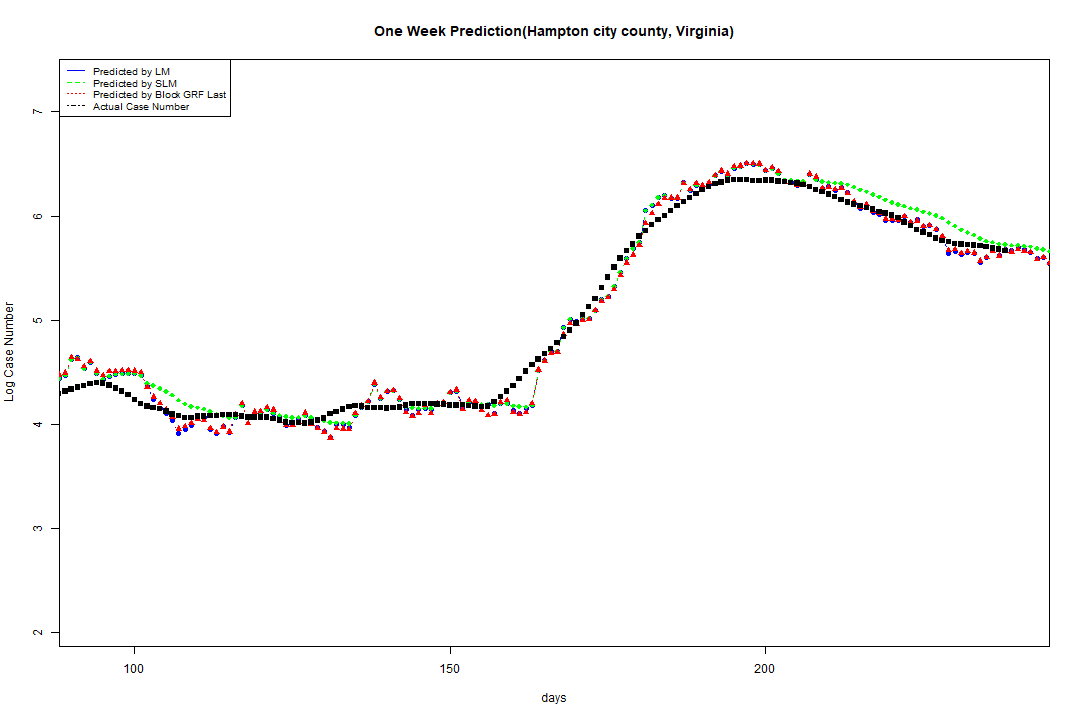 One Week Prediction(Hampton city county, Virginia)
Predicted by LM
Predicted by SLM
Predicted by Block GRF Last
Actual Case Number
7
6
5
4
3
2
Log Case Number
100 150 200
days